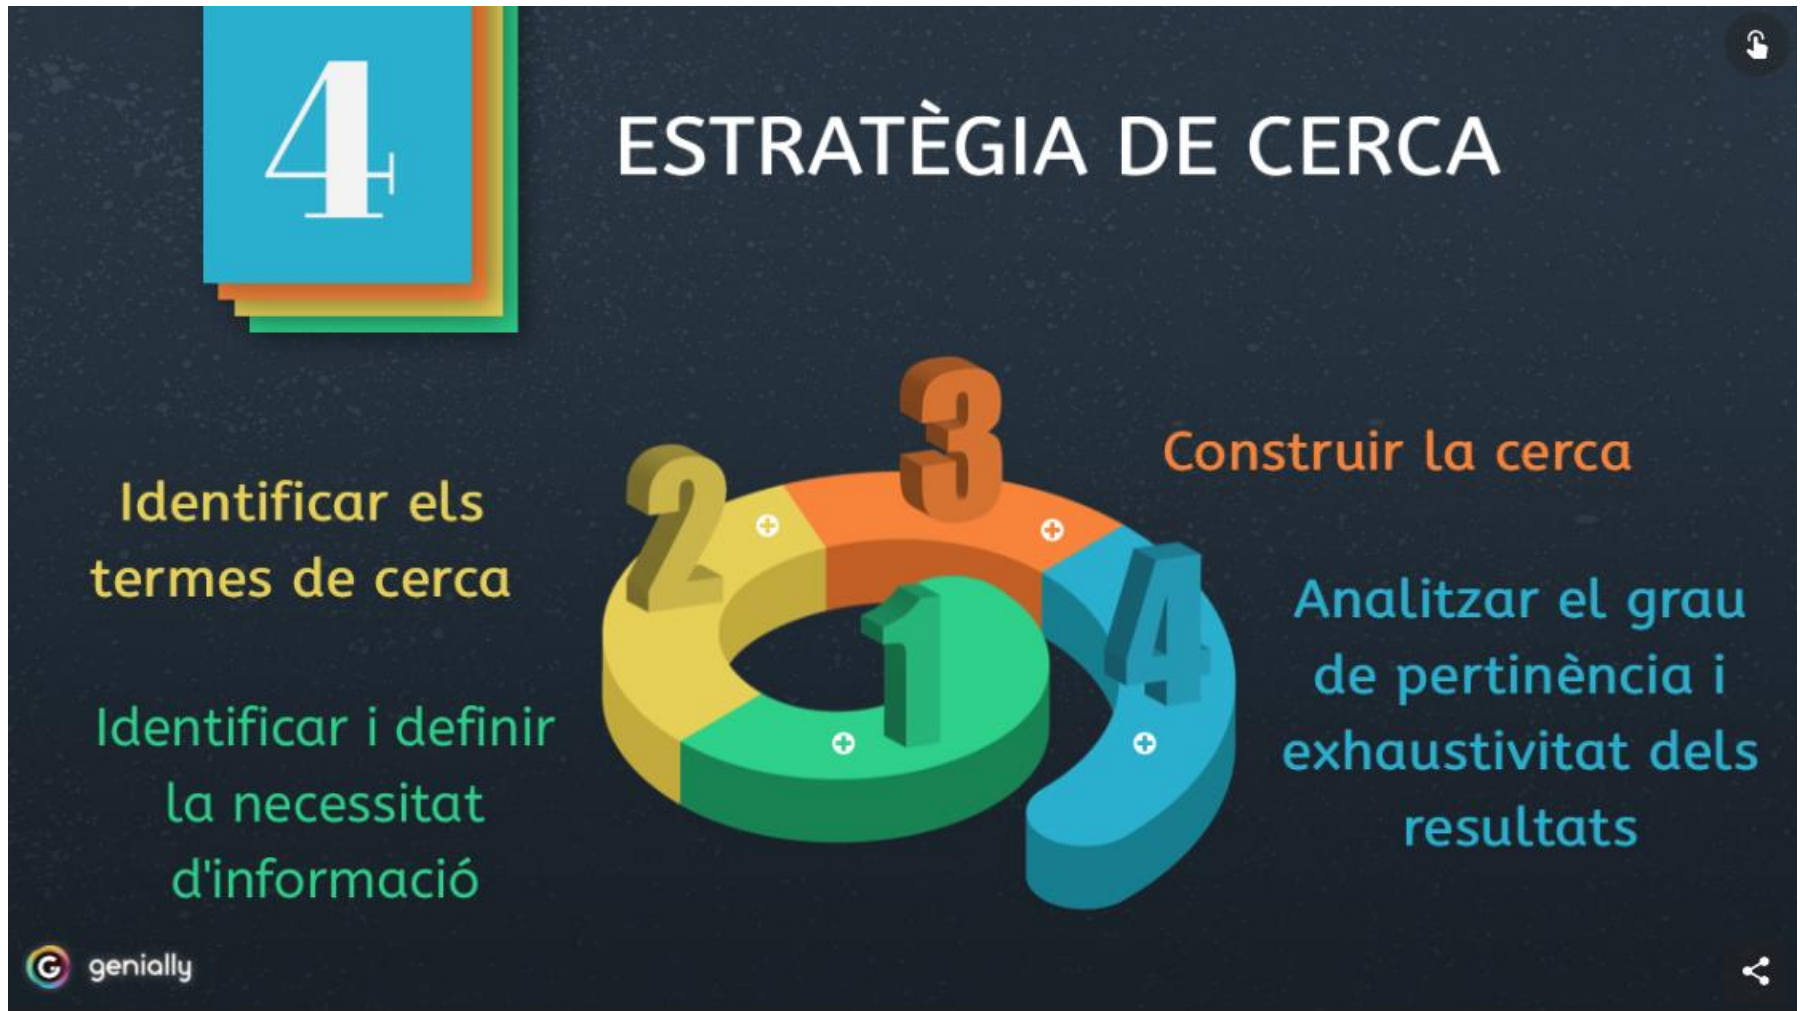 4
ESTRATÈGIA DE CERCA
3
Construir la cerca
2
Identificar els
termes de cerca
4
Analitzar el grau
de pertinència i
exhaustivitat dels
resultats
1
Identificar i definir
la necessitat
d'informació
G genially